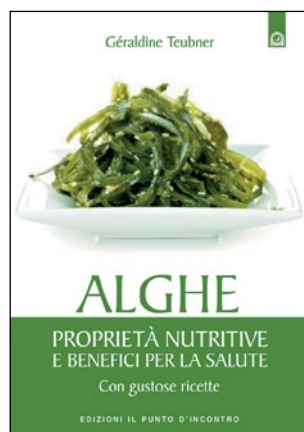 Géraldine Teubner
ALGHE
PROPRIETÀ NUTRITIVE
E BENEFICI PER LA SALUTE
Con gustose ricette
EDIZIONI IL PUNTO D'INCONTRO